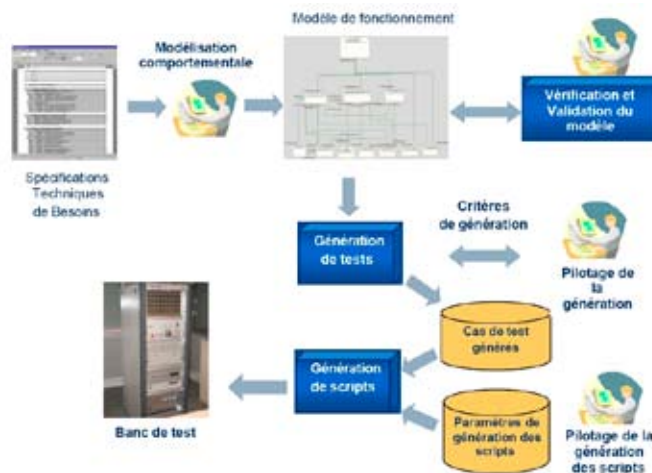 Modèle de fonctionnement
Modélisation
comportementale
Vérification et
Validation du
modèle
Spécifications
Techniques
de Besoins
Critères
de génération
Génération
de tests
Pilotage de
la
génération
Cas de test
générés
Génération
de scripts
Banc de test
Paramètres de
génération des
scripts
Pilotage de la
génération
des scripts